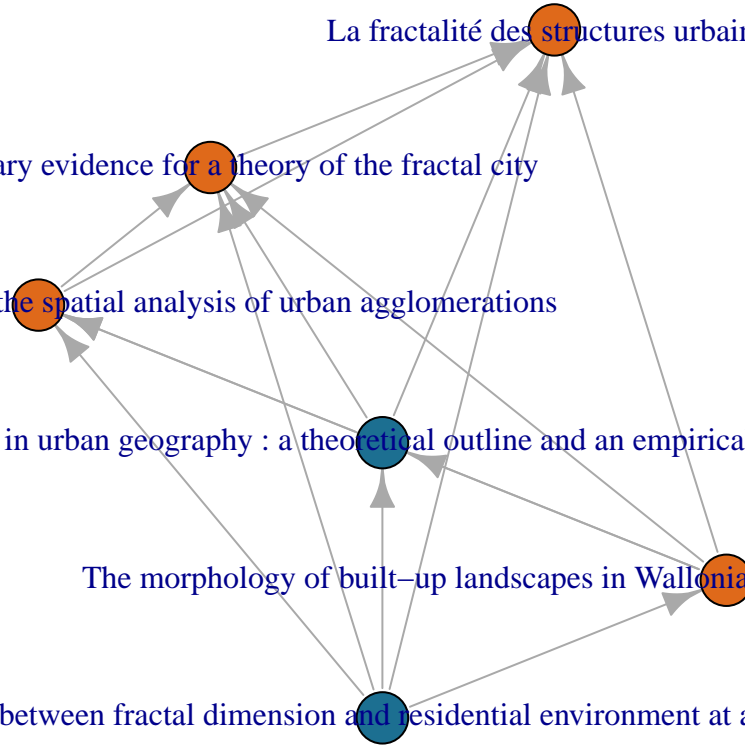 La fractalité des structures urbain
ary evidence for a theory of the fractal city
the spatial analysis of urban agglomerations
in urban geography : a theoretical outline and an empirica
The morphology of built−up landscapes in Wallonia
between fractal dimension and residential environment at a